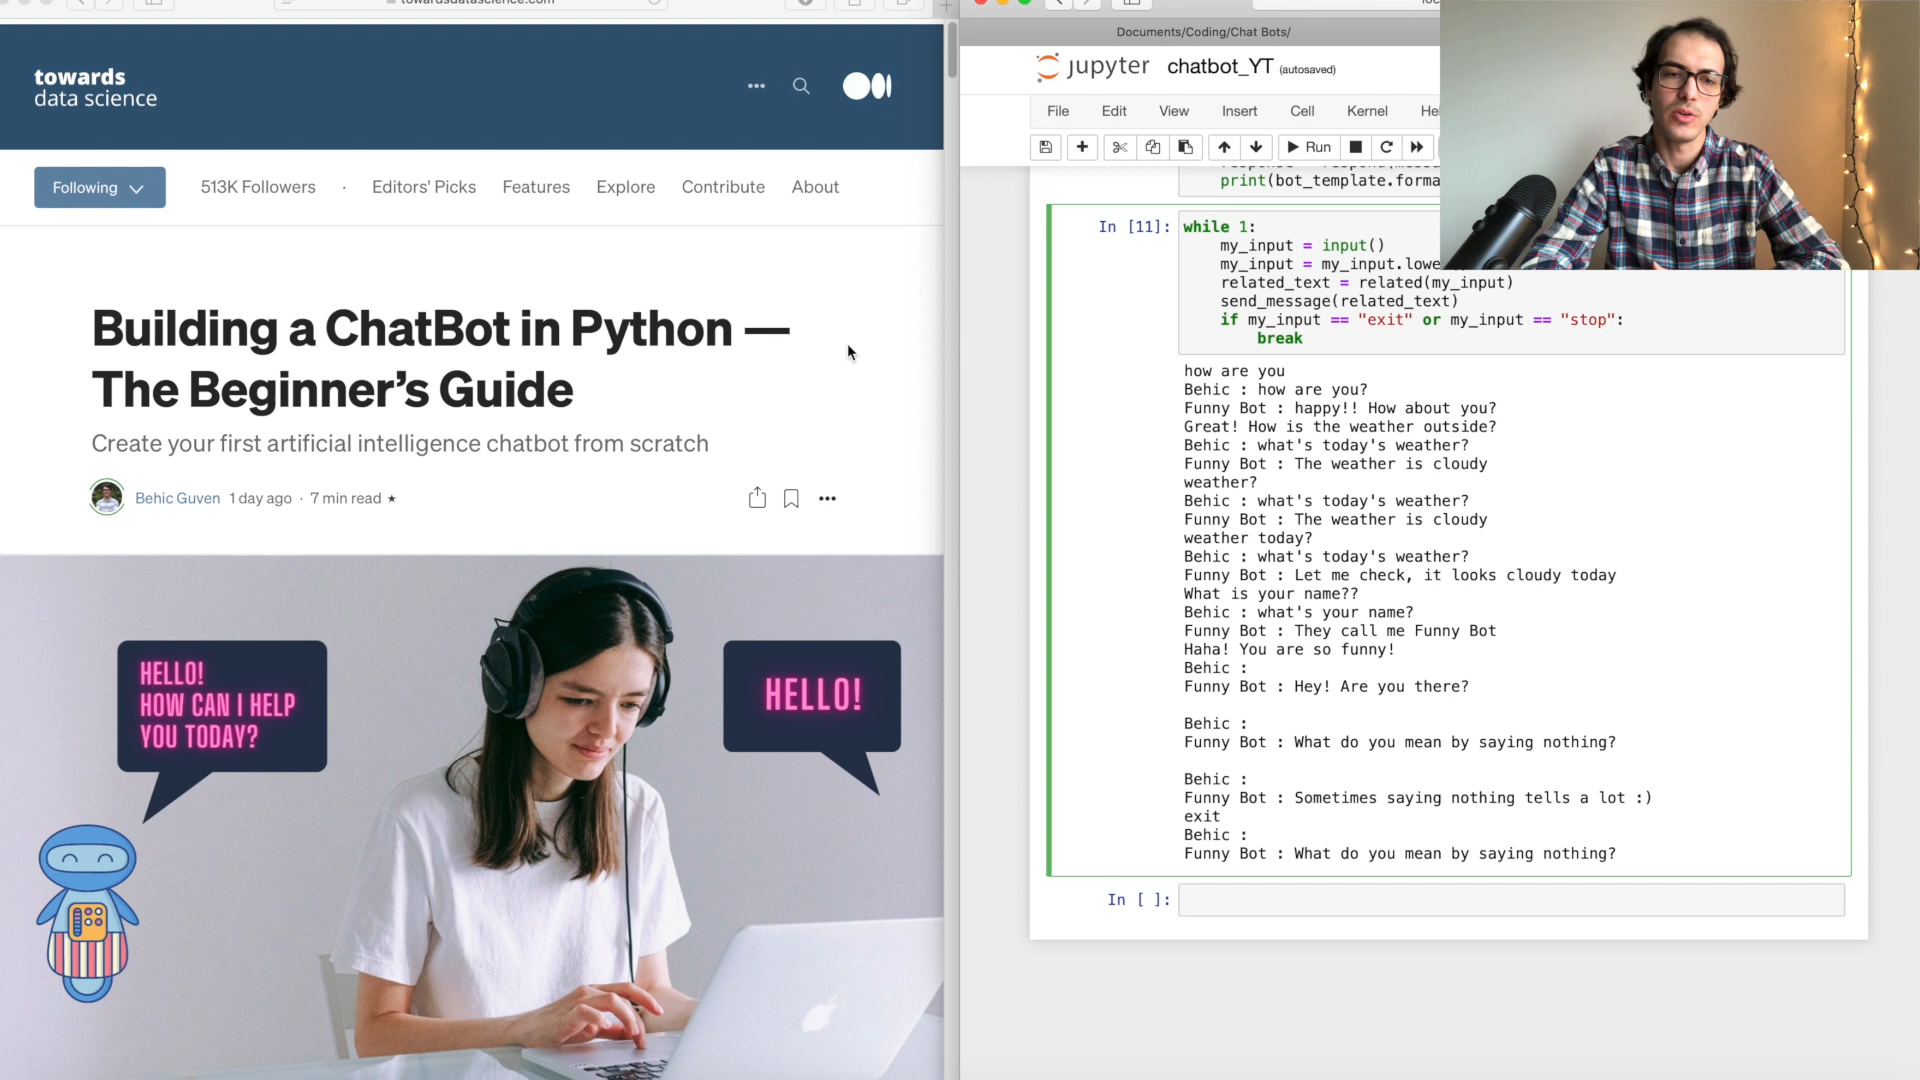 towardsdatascience.com
towards
data science
Following
513K Followers · Editors' Picks Features Explore Contribute About
Building a ChatBot in Python —
The Beginner's Guide
Create your first artificial intelligence chatbot from scratch
Behic Guven 1 day ago · 7 min read ★
HELLO!
HOW CAN I HELP
YOU TODAY?
HELLO!
Documents/Coding/Chat Bots/
jupyter chatbot_YT (autosaved)
File Edit View Insert Cell Kernel
Run
print(bot_template.forma
In [11]: while 1:
my_input = input()
my_input = my_input.lowe
related_text = related(my_input)
send_message(related_text)
if my_input == "exit" or my_input == "stop":
break
how are you
Behic : how are you?
Funny Bot : happy!! How about you?
Great! How is the weather outside?
Behic : what's today's weather?
Funny Bot : The weather is cloudy
weather?
Behic : what's today's weather?
Funny Bot : The weather is cloudy
weather today?
Behic : what's today's weather?
Funny Bot : Let me check, it looks cloudy today
What is your name??
Behic : what's your name?
Funny Bot : They call me Funny Bot
Haha! You are so funny!
Behic :
Funny Bot : Hey! Are you there?
Behic :
Funny Bot : What do you mean by saying nothing?
Behic :
Funny Bot : Sometimes saying nothing tells a lot :)
exit
Behic :
Funny Bot : What do you mean by saying nothing?
In [ ]: